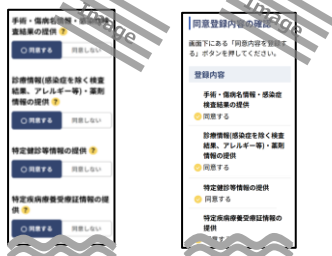 手術・傷病名情報・感染症検
査結果の提供 ?
同意する 同意しない
診療情報(感染症を除く検査
結果、アレルギー等)・薬剤
情報の提供 ?
同意する 同意しない
特定健診等情報の提供 ?
同意する 同意しない
特定疾病療養受療証情報の提
供 ?
同意する 同意しない
Image
同意登録内容の確認
画面下にある「同意内容を登録す
る」ボタンを押してください。
登録内容
手術・傷病名情報・感染症
検査結果の提供
同意する
診療情報(感染症を除く検査
結果、アレルギー等)・薬剤
情報の提供
同意する
特定健診等情報の提供
同意する
特定疾病療養受療証情報の
提供
同意する
Image